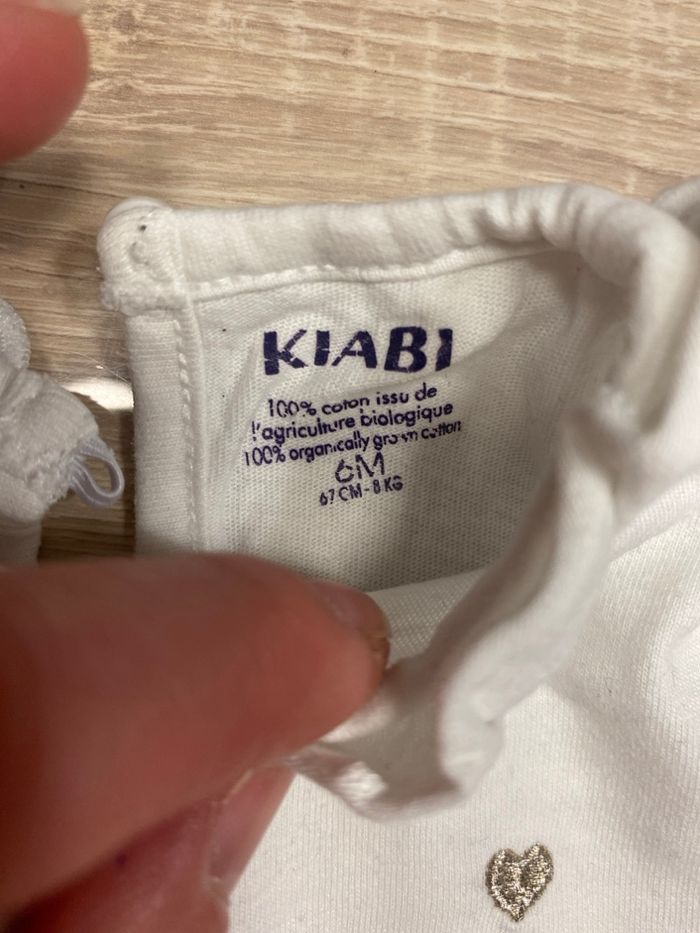 KIABI
100% coton issu de
l'agriculture biologique
100% organically grown cotton
6M
67 CM - 8 KG